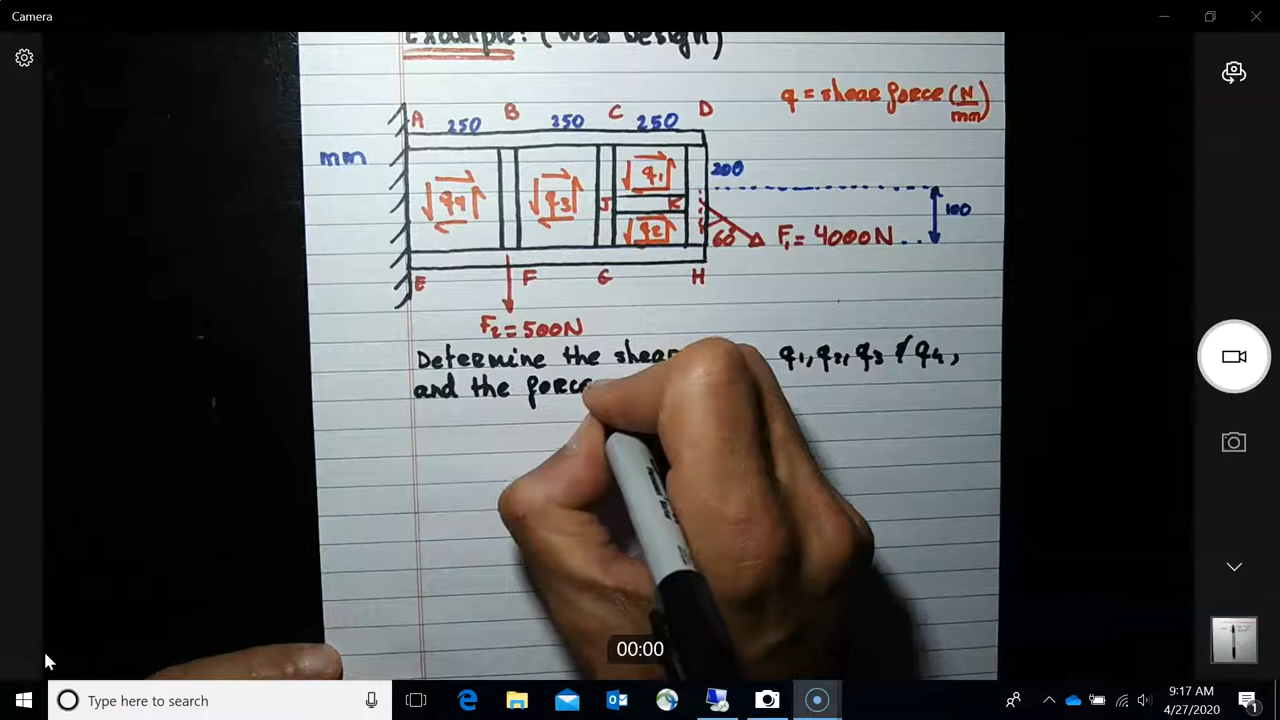 Camera
Example: (Web Design)
q = shear force (N/mm)
A B C D
250 250 250
mm
200
q4 q3 q1
J K
q2
100
60
F1 = 4000N
E F G H
F2 = 500N
Determine the shear q1, q2, q3 & q4,
and the force
00:00
Type here to search
9:17 AM
4/27/2020
1